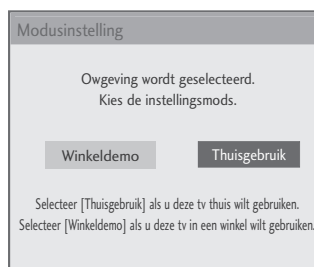 Modusinstelling
Owgeving wordt geselecteerd.
Kies de instellingsmods.
Winkeldemo Thuisgebruik
Selecteer [Thuisgebruik] als u deze tv thuis wilt gebruiken.
Selecteer [Winkeldemo] als u deze tv in een winkel wilt gebruiken.